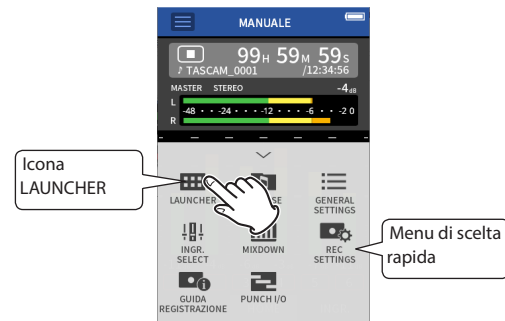 MANUALE
99H 59M 59S
♪ TASCAM_0001 /12:34:56
MASTER STEREO -4dB
L
-48 · · -24 · · · -12 · · · -6 · · -2 0
R
Icona
LAUNCHER
LAUNCHER
GENERAL
SETTINGS
INGR.
SELECT
MIXDOWN
REC
SETTINGS
Menu di scelta
rapida
GUIDA
REGISTRAZIONE
PUNCH I/O